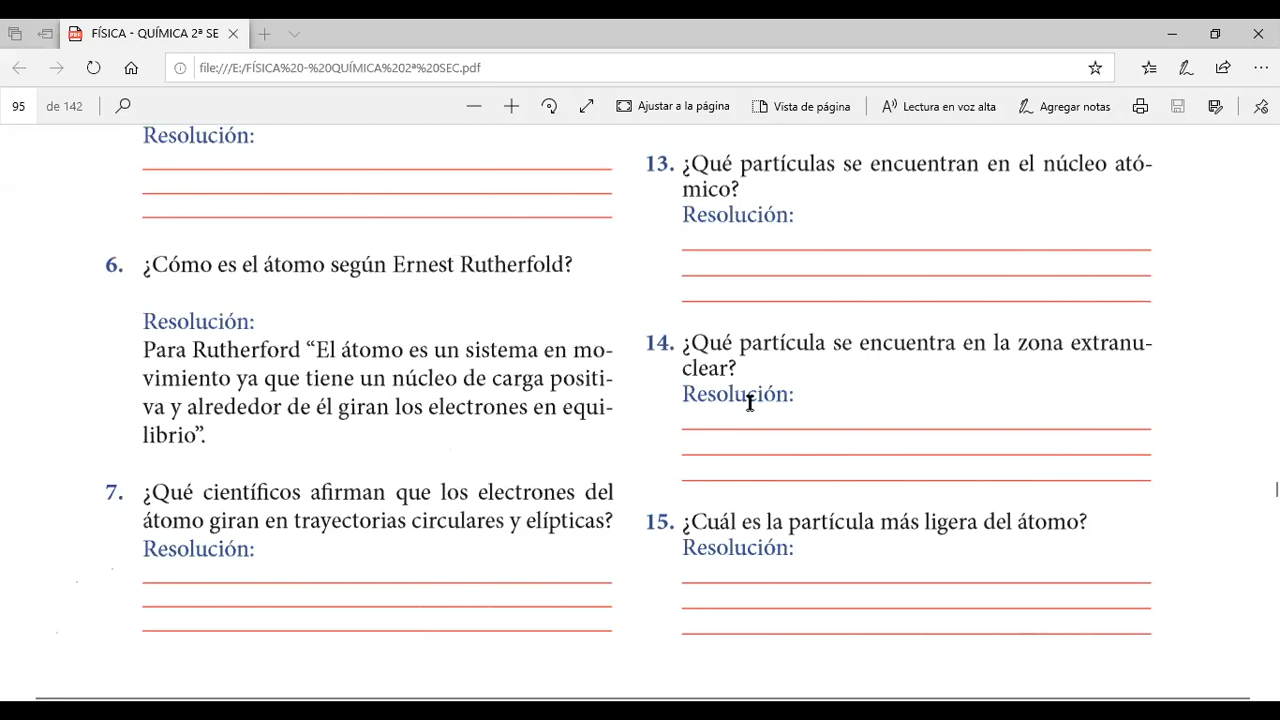 FÍSICA - QUÍMICA 2ª SE
file:///E:/FÍSICA%20-%20QUÍMICA%202ª%20SEC.pdf
95 de 142
Ajustar a la página
Vista de página
Lectura en voz alta
Agregar notas
Resolución:
6. ¿Cómo es el átomo según Ernest Rutherfold?
Resolución:
Para Rutherford “El átomo es un sistema en mo-
vimiento ya que tiene un núcleo de carga positi-
va y alrededor de él giran los electrones en equi-
librio”.
7. ¿Qué científicos afirman que los electrones del
átomo giran en trayectorias circulares y elípticas?
Resolución:
13. ¿Qué partículas se encuentran en el núcleo ató-
mico?
Resolución:
14. ¿Qué partícula se encuentra en la zona extranu-
clear?
Resolución:
15. ¿Cuál es la partícula más ligera del átomo?
Resolución: